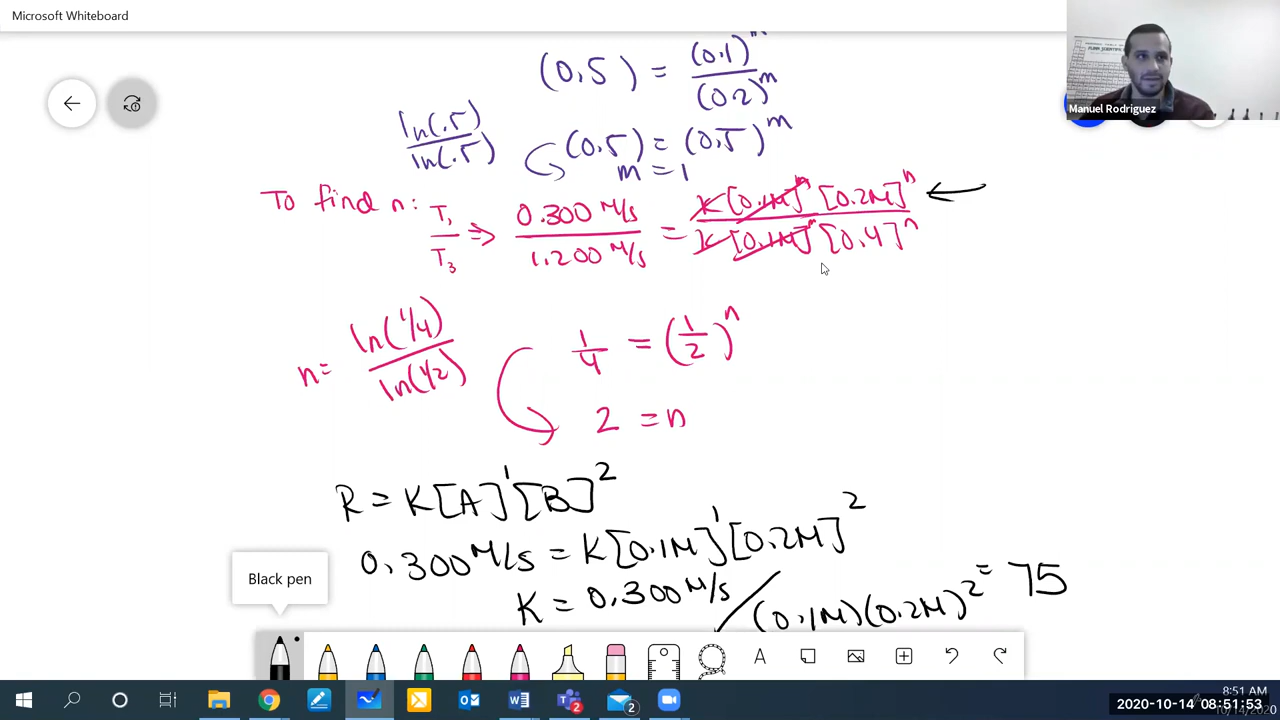 Microsoft Whiteboard
Manuel Rodriguez
(0.5) = (0.1)^m / (0.2)^m
ln(.5) / ln(.5)
(0.5) = (0.5)^m
m = 1
To find n: T₁ / T₃ => 0.300 M/s / 1.200 M/s = K[0.1M]^n [0.2M]^n / K[0.1M]^n [0.4]^n
n = ln(1/4) / ln(1/2)
1/4 = (1/2)^n
2 = n
R = K[A]^1[B]^2
0.300 M/s = K[0.1M]^1[0.2M]^2
K = 0.300 M/s / (0.1M)(0.2M)^2 = 75
Black pen
8:51 AM
2020-10-14 08:51:53